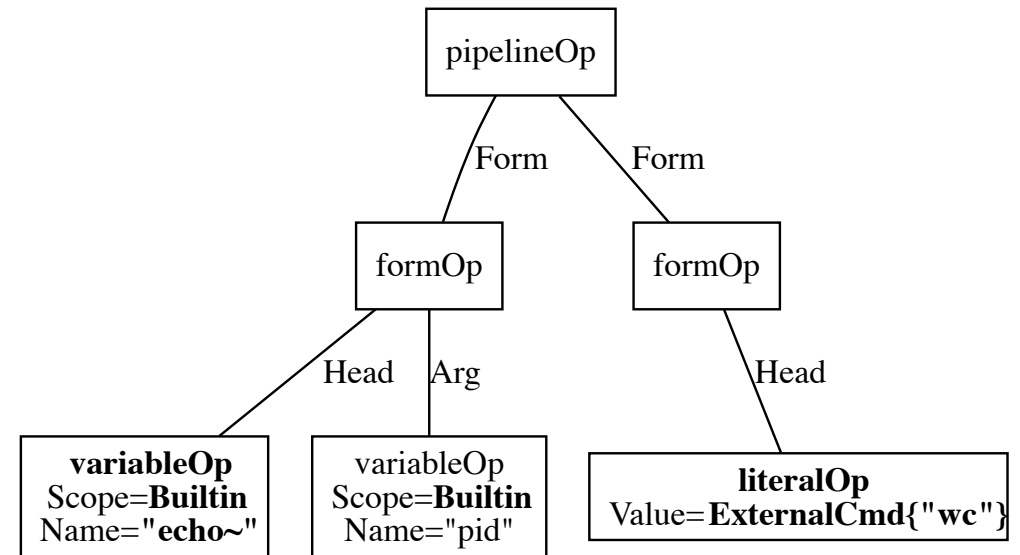 pipelineOp
Form
Form
formOp
formOp
Head
Arg
Head
variableOp
Scope=Builtin
Name="echo~"
variableOp
Scope=Builtin
Name="pid"
literalOp
Value=ExternalCmd{"wc"}